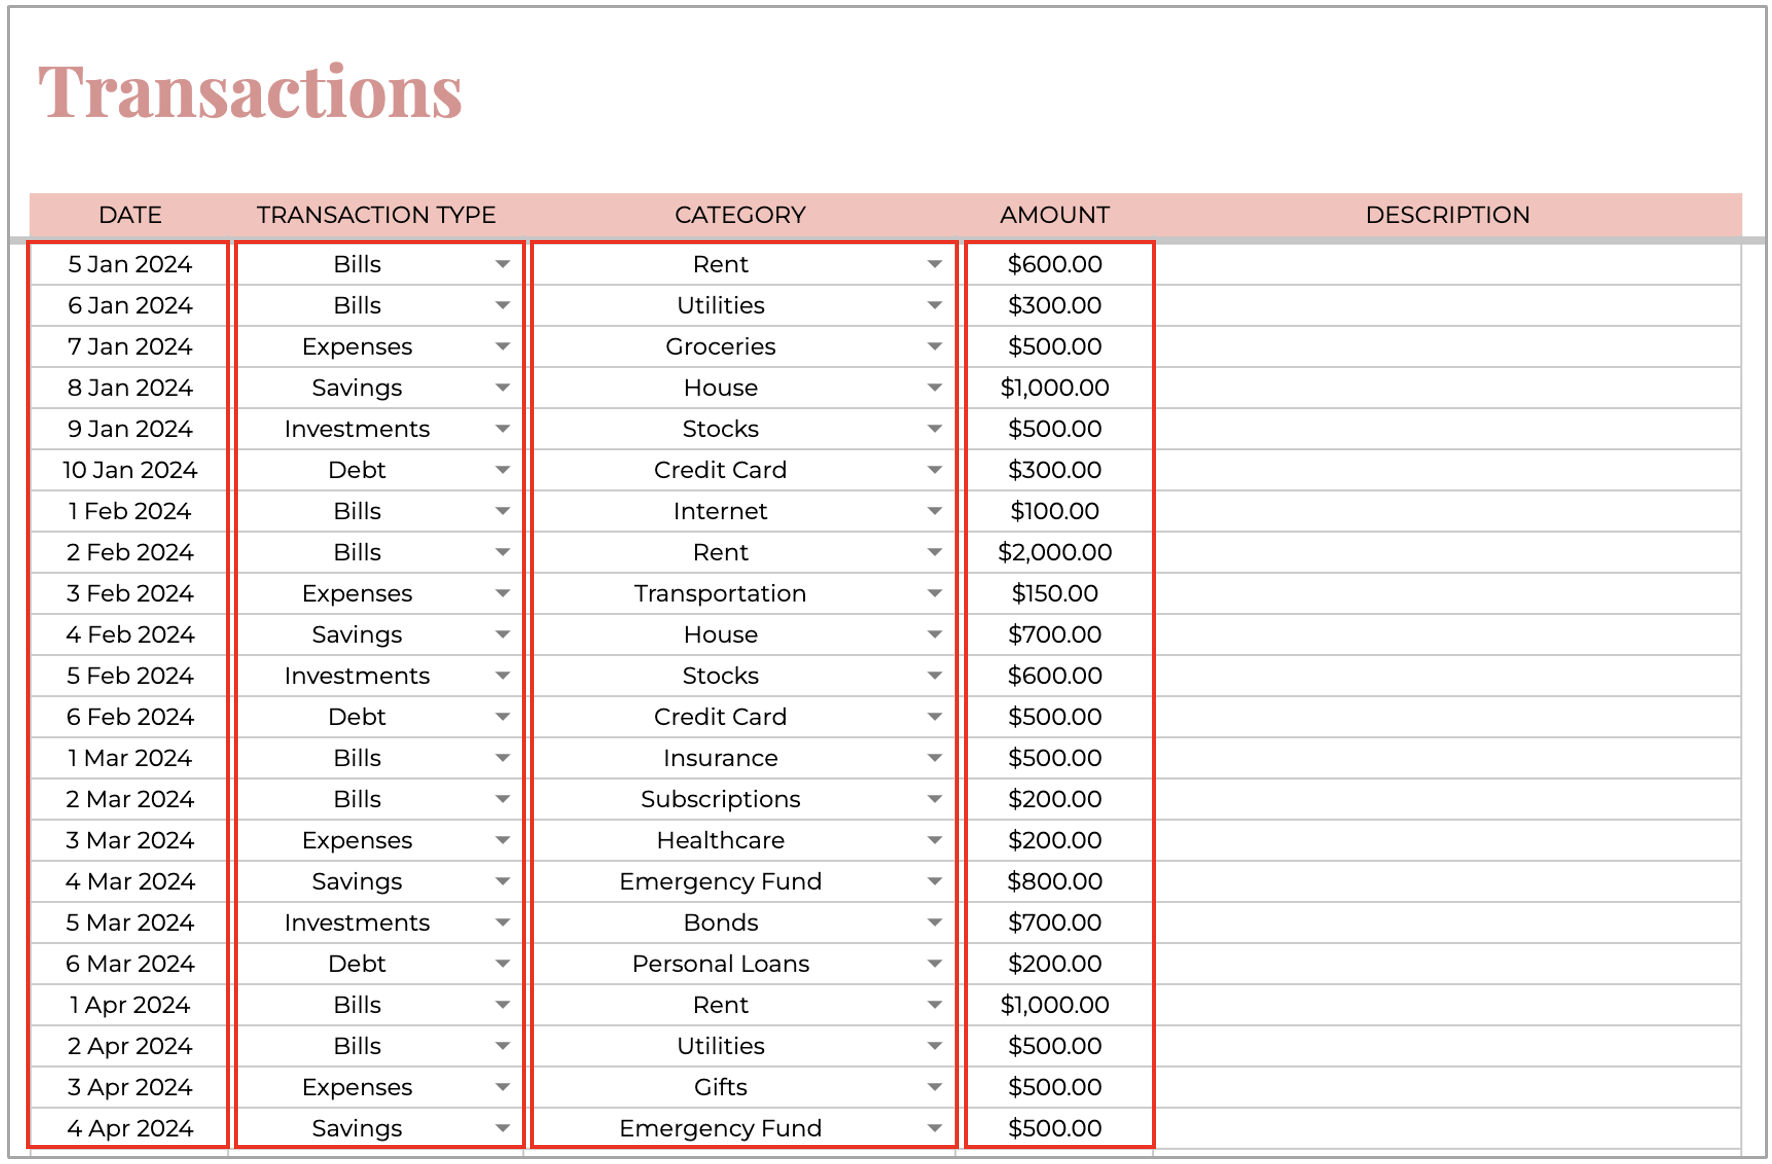 Transactions
DATE TRANSACTION TYPE CATEGORY AMOUNT DESCRIPTION
5 Jan 2024 Bills Rent $600.00
6 Jan 2024 Bills Utilities $300.00
7 Jan 2024 Expenses Groceries $500.00
8 Jan 2024 Savings House $1,000.00
9 Jan 2024 Investments Stocks $500.00
10 Jan 2024 Debt Credit Card $300.00
1 Feb 2024 Bills Internet $100.00
2 Feb 2024 Bills Rent $2,000.00
3 Feb 2024 Expenses Transportation $150.00
4 Feb 2024 Savings House $700.00
5 Feb 2024 Investments Stocks $600.00
6 Feb 2024 Debt Credit Card $500.00
1 Mar 2024 Bills Insurance $500.00
2 Mar 2024 Bills Subscriptions $200.00
3 Mar 2024 Expenses Healthcare $200.00
4 Mar 2024 Savings Emergency Fund $800.00
5 Mar 2024 Investments Bonds $700.00
6 Mar 2024 Debt Personal Loans $200.00
1 Apr 2024 Bills Rent $1,000.00
2 Apr 2024 Bills Utilities $500.00
3 Apr 2024 Expenses Gifts $500.00
4 Apr 2024 Savings Emergency Fund $500.00